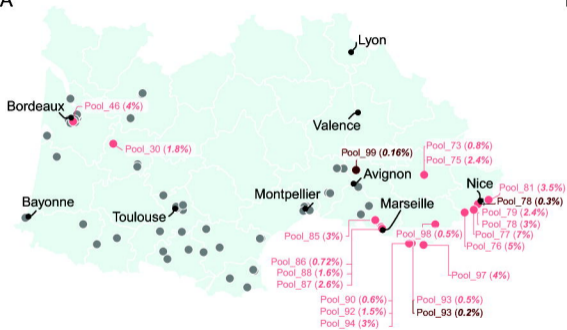 A
Lyon
Bordeaux
Pool_46 (4%)
Valence
Pool_30 (1.8%)
Pool_99 (0.16%)
Pool_73 (0.8%)
Pool_75 (2.4%)
Avignon
Nice
Pool_81 (3.5%)
Pool_78 (0.3%)
Pool_79 (2.4%)
Pool_78 (3%)
Pool_77 (7%)
Pool_76 (5%)
Bayonne
Toulouse
Montpellier
Marseille
Pool_85 (3%)
Pool_98 (0.5%)
Pool_86 (0.72%)
Pool_88 (1.6%)
Pool_87 (2.6%)
Pool_97 (4%)
Pool_90 (0.6%)
Pool_92 (1.5%)
Pool_94 (3%)
Pool_93 (0.5%)
Pool_93 (0.2%)